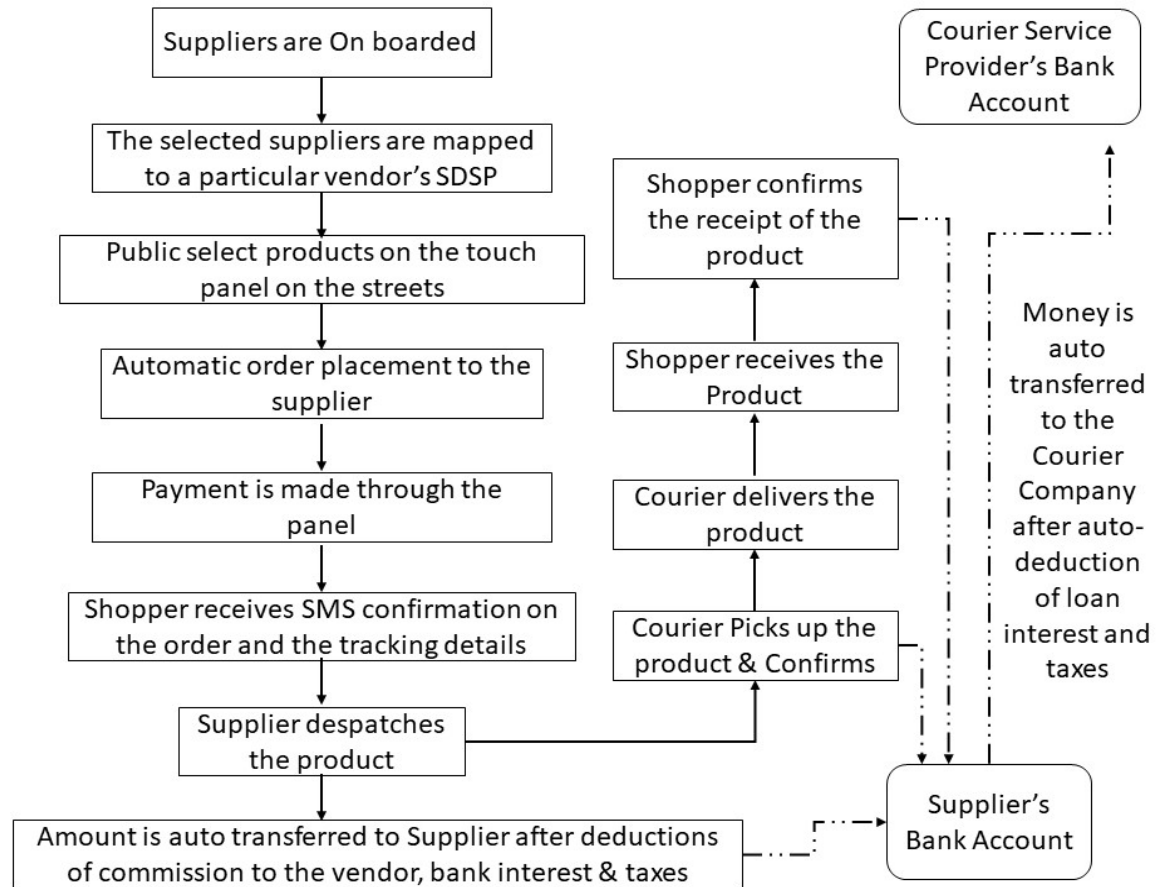 Suppliers are On boarded
The selected suppliers are mapped
to a particular vendor's SDSP
Public select products on the touch
panel on the streets
Automatic order placement to the
supplier
Payment is made through the
panel
Shopper receives SMS confirmation on
the order and the tracking details
Supplier despatches
the product
Amount is auto transferred to Supplier after deductions
of commission to the vendor, bank interest & taxes
Courier Picks up the
product & Confirms
Courier delivers the
product
Shopper receives the
Product
Shopper confirms
the receipt of the
product
Supplier's
Bank Account
Money is
auto
transferred
to the
Courier
Company
after auto-
deduction
of loan
interest and
taxes
Courier Service
Provider's Bank
Account